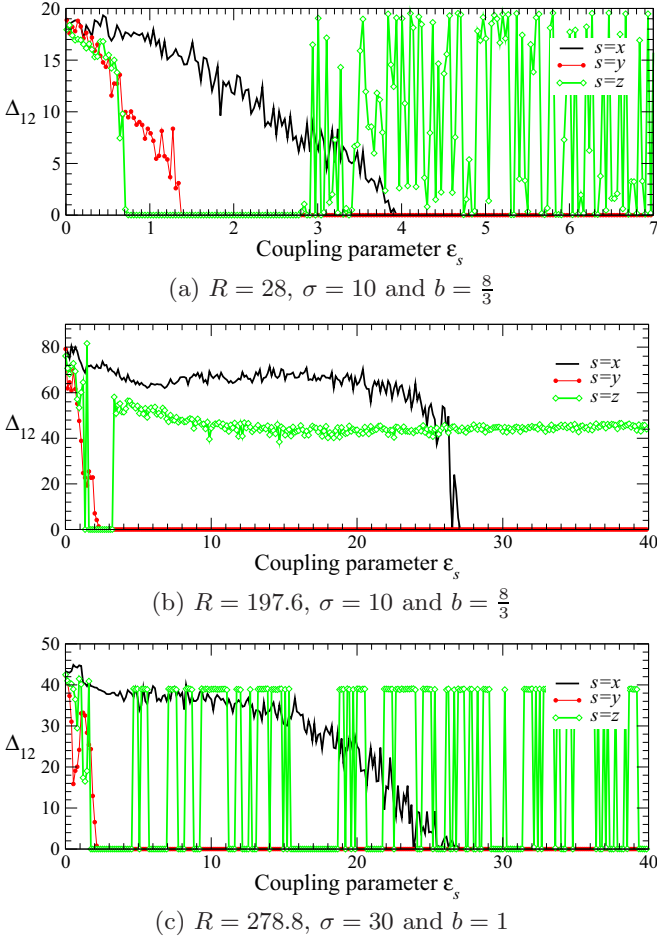 20
15
Δ12
10
5
0
s=x
s=y
s=z
0 1 2 3 4 5 6 7
Coupling parameter εs
(a) R = 28, σ = 10 and b = 8/3
80
60
Δ12
40
20
0
s=x
s=y
s=z
0 10 20 30 40
Coupling parameter εs
(b) R = 197.6, σ = 10 and b = 8/3
50
40
30
Δ12
20
10
0
s=x
s=y
s=z
0 10 20 30 40
Coupling parameter εs
(c) R = 278.8, σ = 30 and b = 1